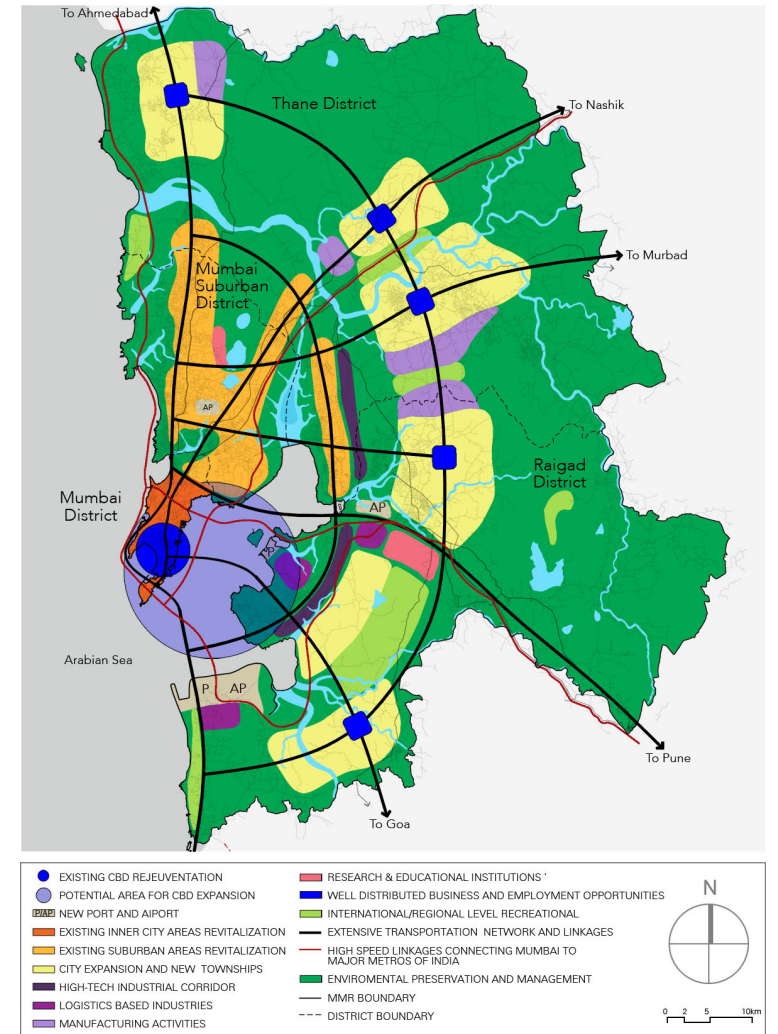 To Ahmedabad
Thane District
To Nashik
To Murbad
Mumbai
Suburban
District
AP
Raigad
District
Mumbai
District
AP
P
Arabian Sea
P AP
To Pune
To Goa
EXISTING CBD REJEUVENTATION
POTENTIAL AREA FOR CBD EXPANSION
P/AP NEW PORT AND AIPORT
EXISTING INNER CITY AREAS REVITALIZATION
EXISTING SUBURBAN AREAS REVITALIZATION
CITY EXPANSION AND NEW TOWNSHIPS
HIGH-TECH INDUSTRIAL CORRIDOR
LOGISTICS BASED INDUSTRIES
MANUFACTURING ACTIVITIES
RESEARCH & EDUCATIONAL INSTITUTIONS '
WELL DISTRIBUTED BUSINESS AND EMPLOYMENT OPPORTUNITIES
INTERNATIONAL/REGIONAL LEVEL RECREATIONAL
EXTENSIVE TRANSPORTATION NETWORK AND LINKAGES
HIGH SPEED LINKAGES CONNECTING MUMBAI TO
MAJOR METROS OF INDIA
ENVIROMENTAL PRESERVATION AND MANAGEMENT
MMR BOUNDARY
DISTRICT BOUNDARY
N
0 2 5 10km